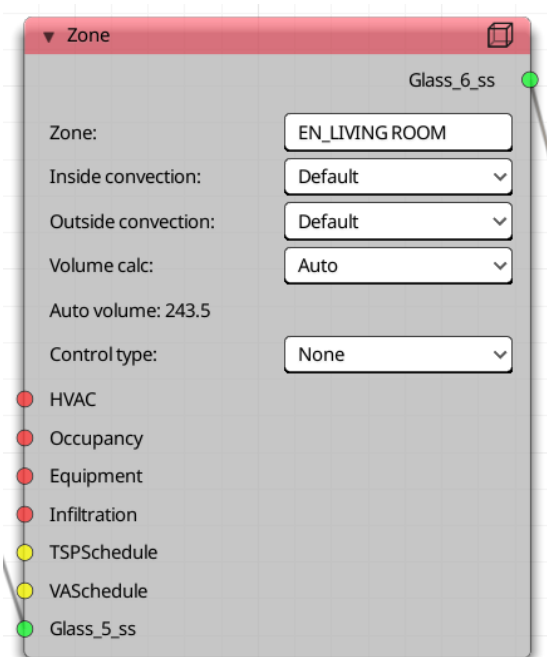 Zone
Glass_6_ss
Zone: EN_LIVING ROOM
Inside convection: Default
Outside convection: Default
Volume calc: Auto
Auto volume: 243.5
Control type: None
HVAC
Occupancy
Equipment
Infiltration
TSPSchedule
VASchedule
Glass_5_ss